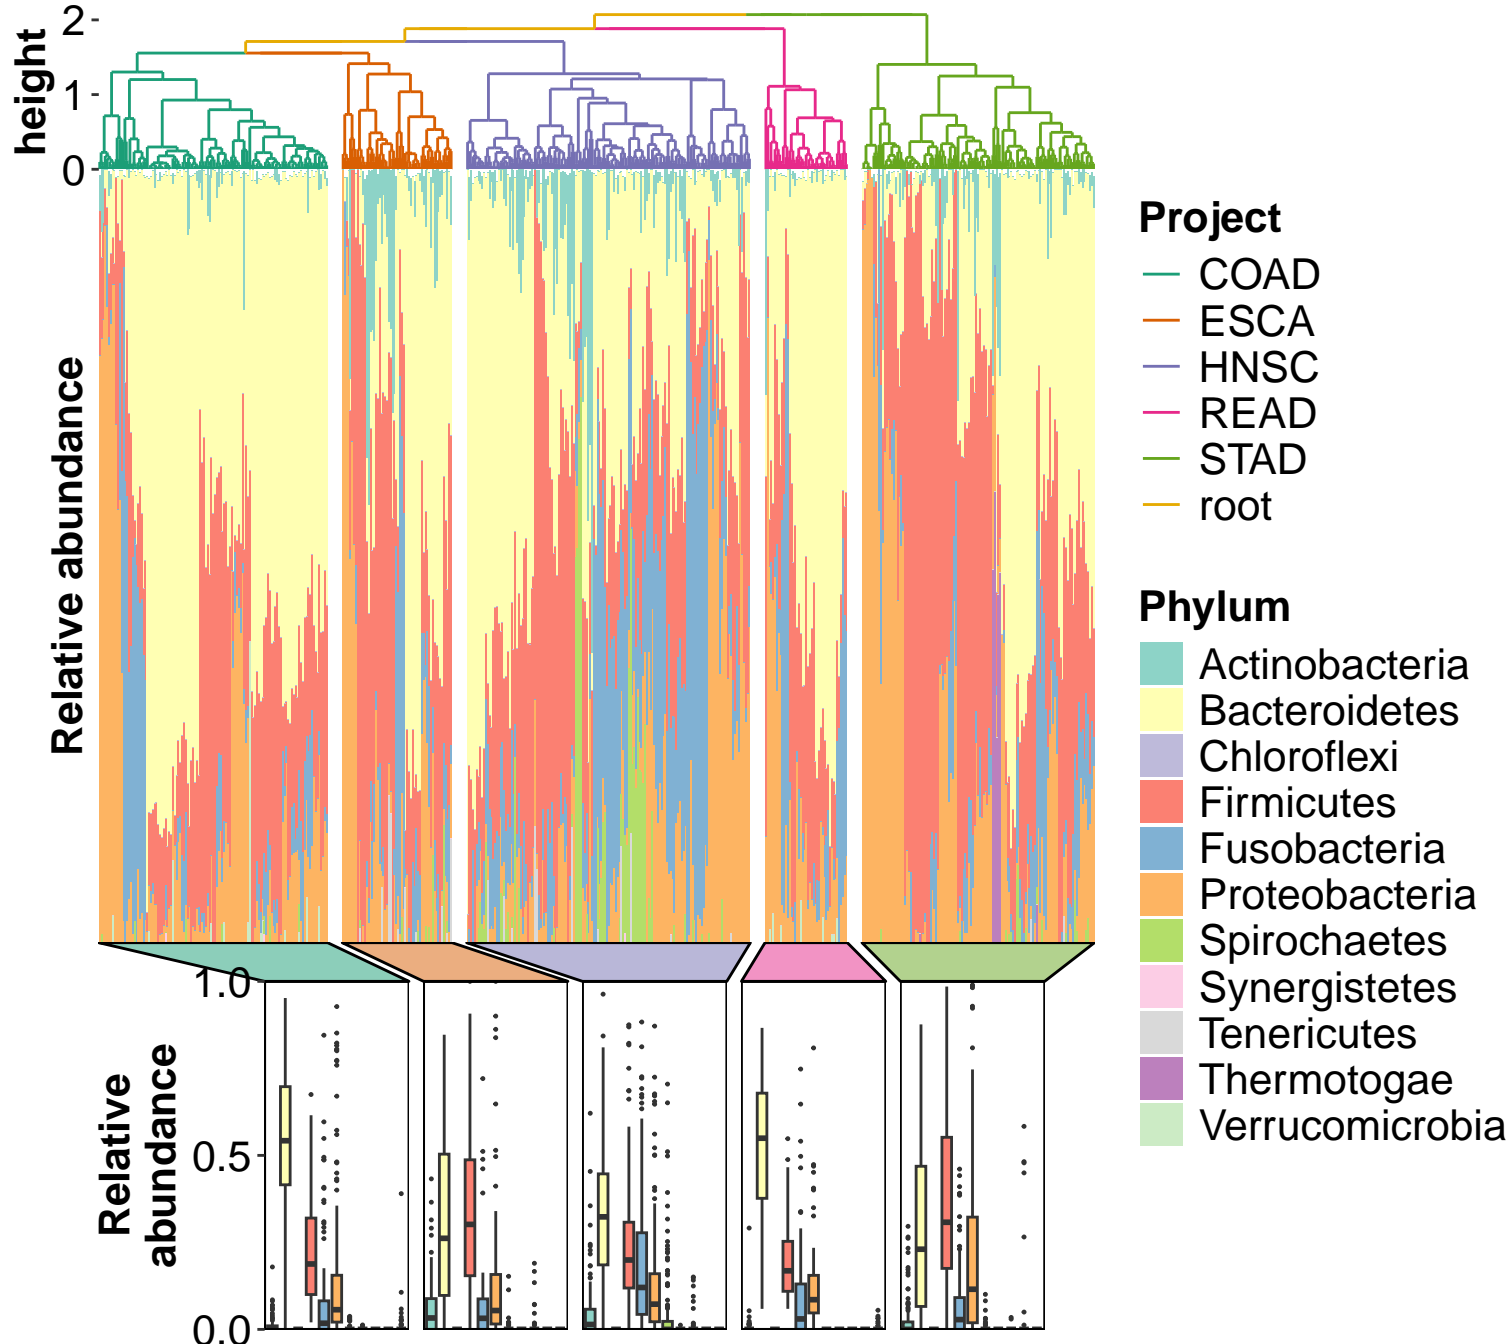 height
2
1
0
Relative abundance
Project
COAD
ESCA
HNSC
READ
STAD
root
Phylum
Actinobacteria
Bacteroidetes
Chloroflexi
Firmicutes
Fusobacteria
Proteobacteria
Spirochaetes
Synergistetes
Tenericutes
Thermotogae
Verrucomicrobia
Relative
abundance
1.0
0.5
0.0